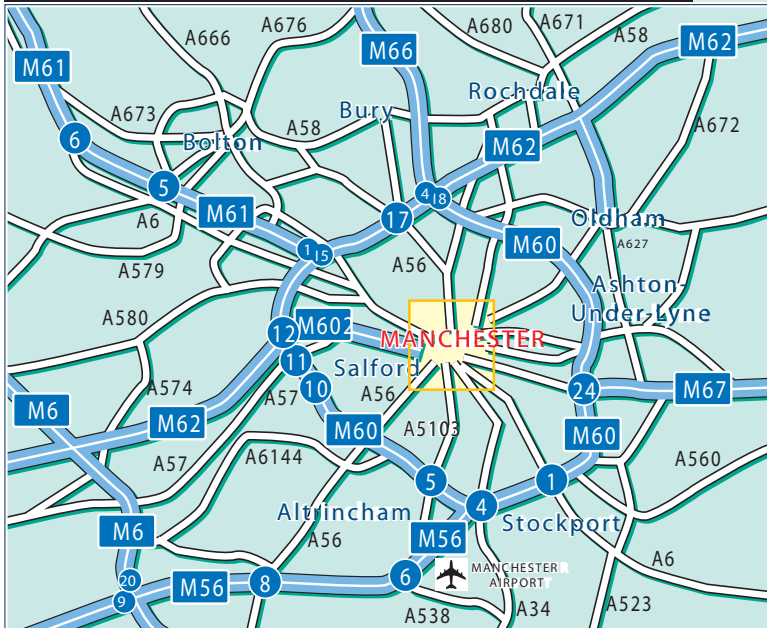 A676
A671
A666
A680
A58
M62
M66
M61
Rochdale
A673
Bury
A672
A58
6
Bolton
M62
5
4
18
A6
M61
17
Oldham
M60
A627
1
15
A56
A579
Ashton-
Under-Lyne
A580
12
M602
MANCHESTER
11
Salford
A574
10
24
M67
M6
A57
A56
M62
M60
A5103
M60
A57
A6144
A560
5
1
4
Altrincham
Stockport
M6
A56
M56
A6
MANCHESTER
AIRPORT
20
M56
8
6
9
A538
A34
A523